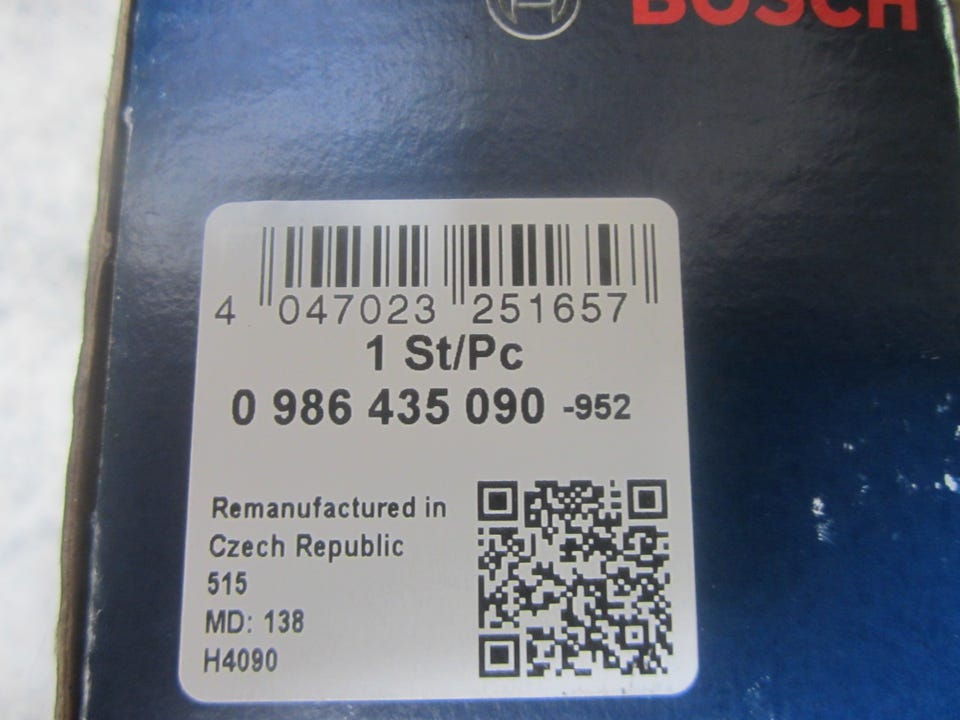 BOSCH
4 047023 251657
1 St/Pc
0 986 435 090 -952
Remanufactured in
Czech Republic
515
MD: 138
H4090